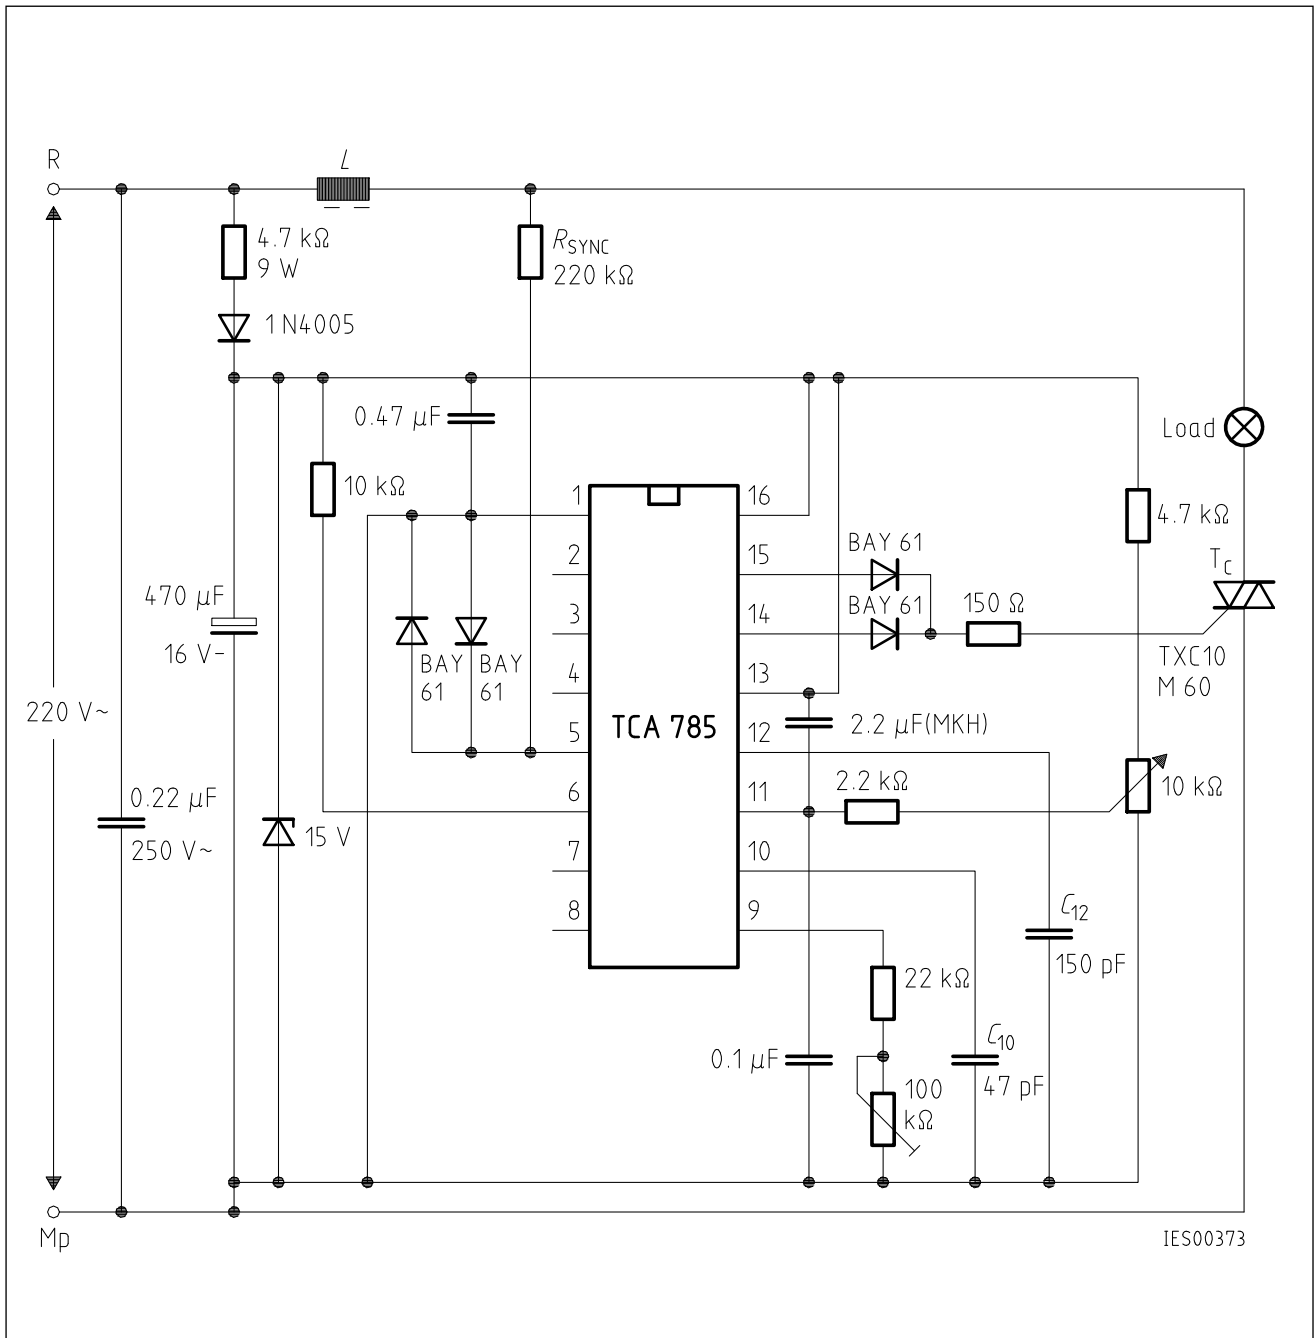 R
L
4.7 kΩ
9 W
R_SYNC
220 kΩ
1N4005
0.47 μF
Load
10 kΩ
1
16
4.7 kΩ
BAY 61
2
15
T_C
470 μF
16 V-
BAY 61
150 Ω
3
14
BAY
61
BAY
61
TXC10
M 60
4
13
220 V~
TCA 785
2.2 μF(MKH)
5
12
0.22 μF
250 V~
2.2 kΩ
10 kΩ
6
11
15 V
7
10
8
9
C12
150 pF
22 kΩ
0.1 μF
C10
47 pF
100
kΩ
Mp
IES00373